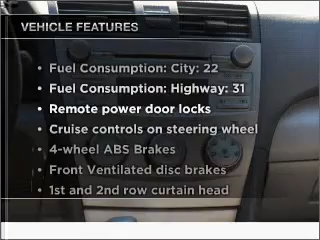 VEHICLE FEATURES
• Fuel Consumption: City: 22
• Fuel Consumption: Highway: 31
• Remote power door locks
• Cruise controls on steering wheel
• 4-wheel ABS Brakes
• Front Ventilated disc brakes
• 1st and 2nd row curtain head